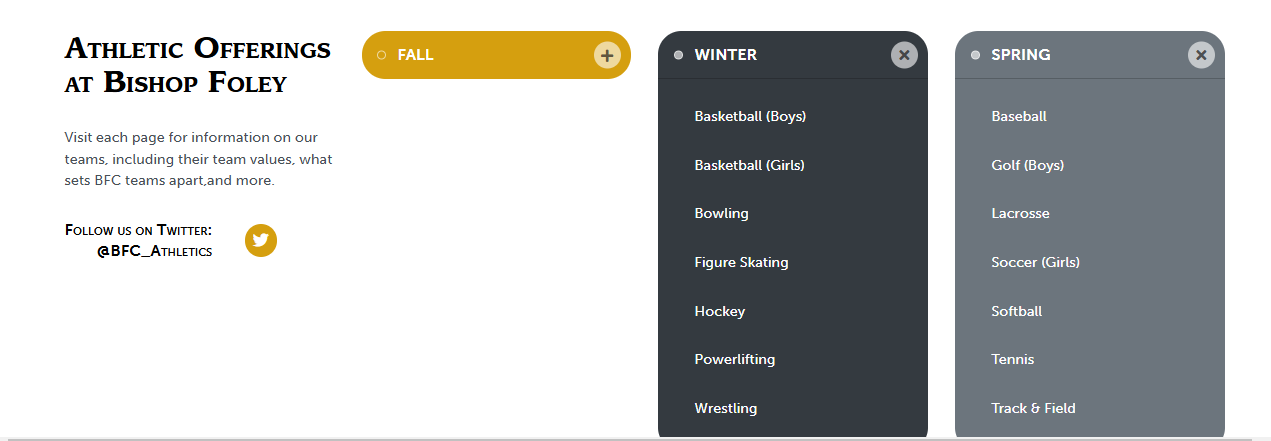 Athletic Offerings
at Bishop Foley
Visit each page for information on our
teams, including their team values, what
sets BFC teams apart,and more.
Follow us on Twitter:
@BFC_Athletics
FALL
WINTER
Basketball (Boys)
Basketball (Girls)
Bowling
Figure Skating
Hockey
Powerlifting
Wrestling
SPRING
Baseball
Golf (Boys)
Lacrosse
Soccer (Girls)
Softball
Tennis
Track & Field